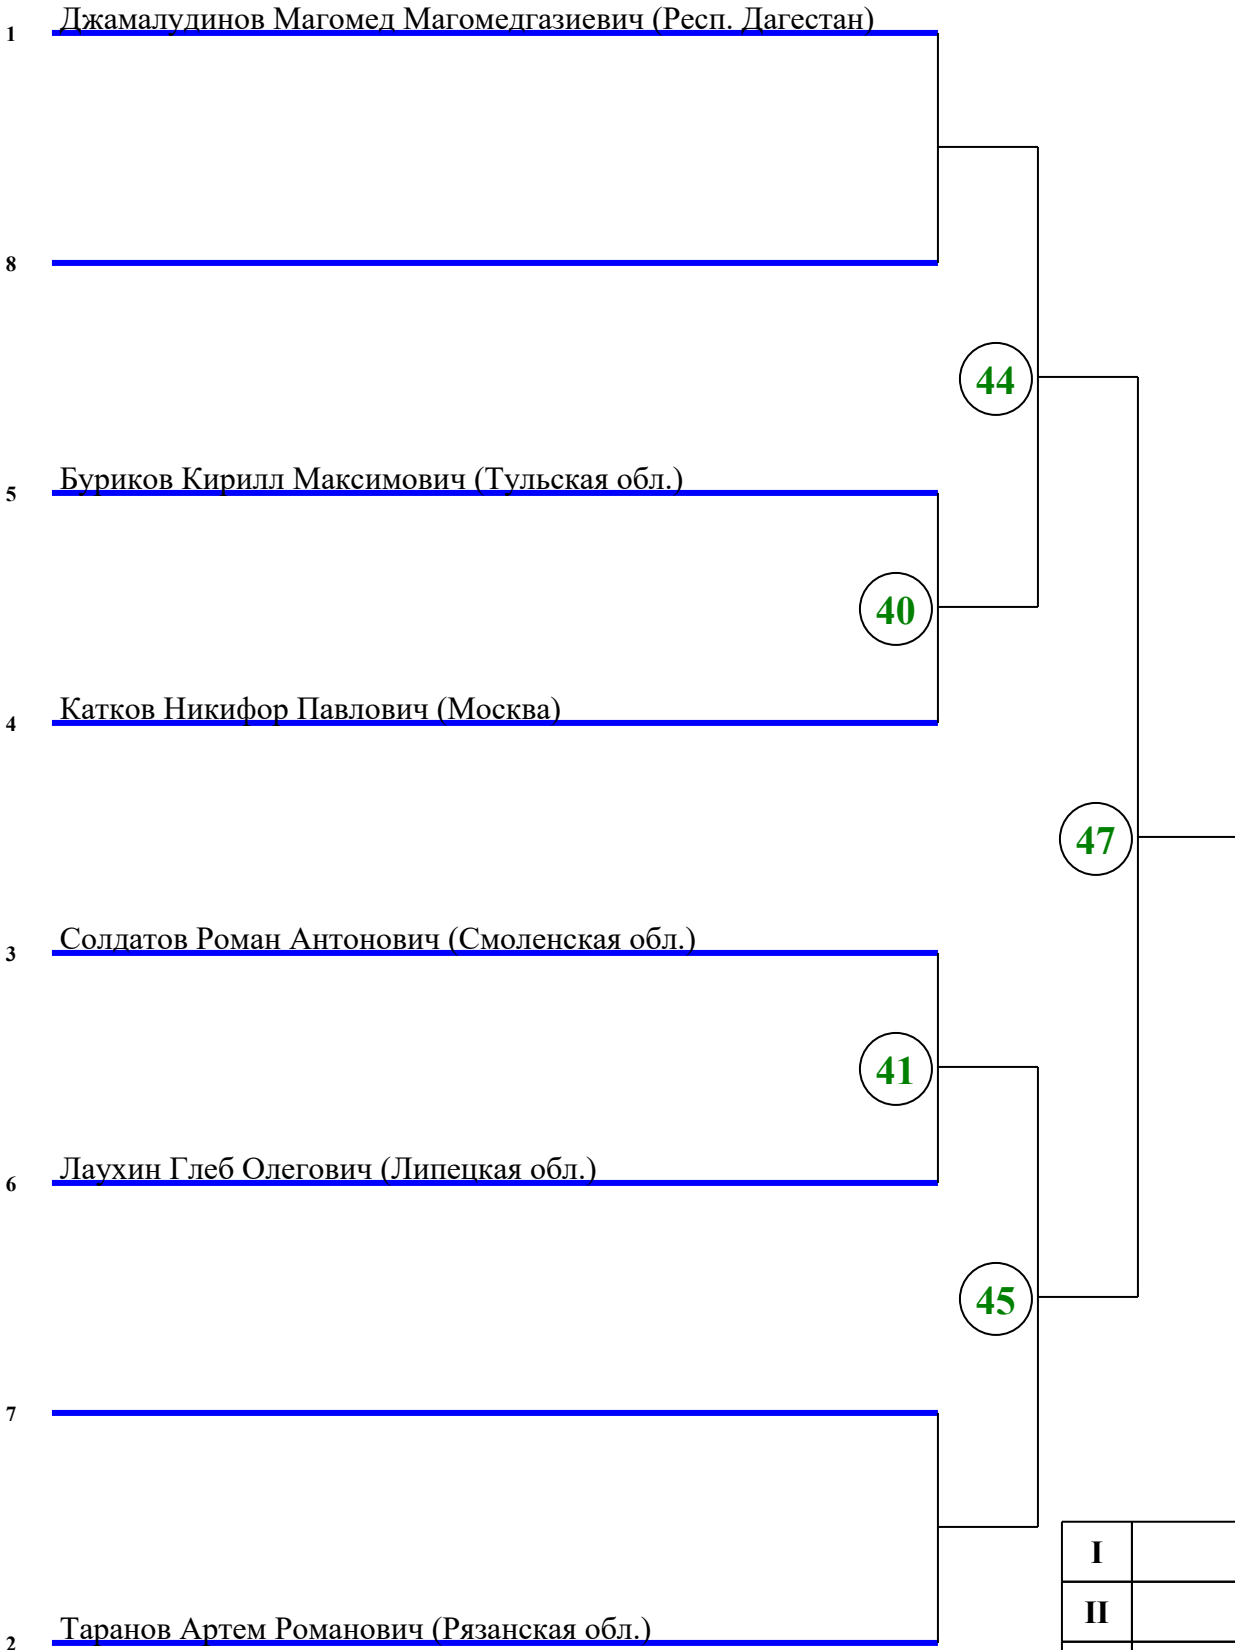 1 Джамалудинов Магомед Магомедгазиевич (Респ. Дагестан)
8
44
5 Буриков Кирилл Максимович (Тульская обл.)
40
4 Катков Никифор Павлович (Москва)
47
3 Солдатов Роман Антонович (Смоленская обл.)
41
6 Лаухин Глеб Олегович (Липецкая обл.)
45
7
I
II
2 Таранов Артем Романович (Рязанская обл.)